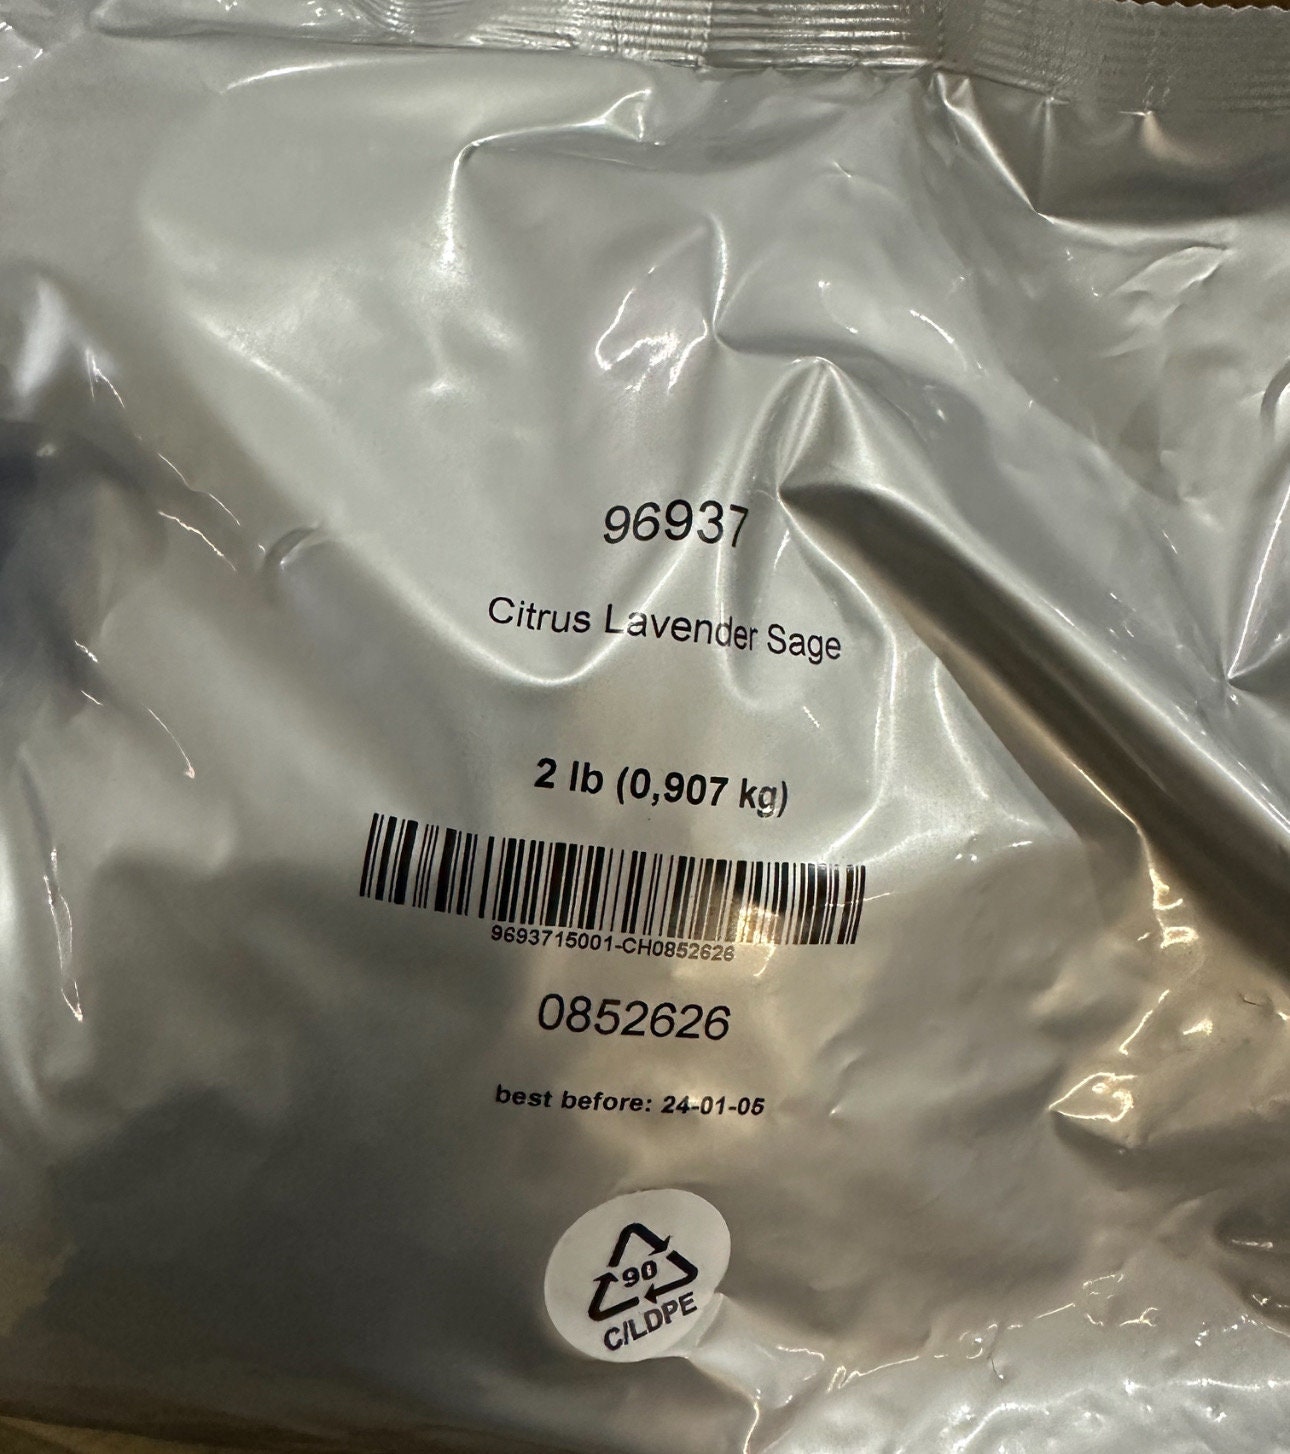 96937
Citrus Lavender Sage
2 lb (0,907 kg)
9693715001-CH0852626
0852626
best before: 24-01-05
90
C/LDPE